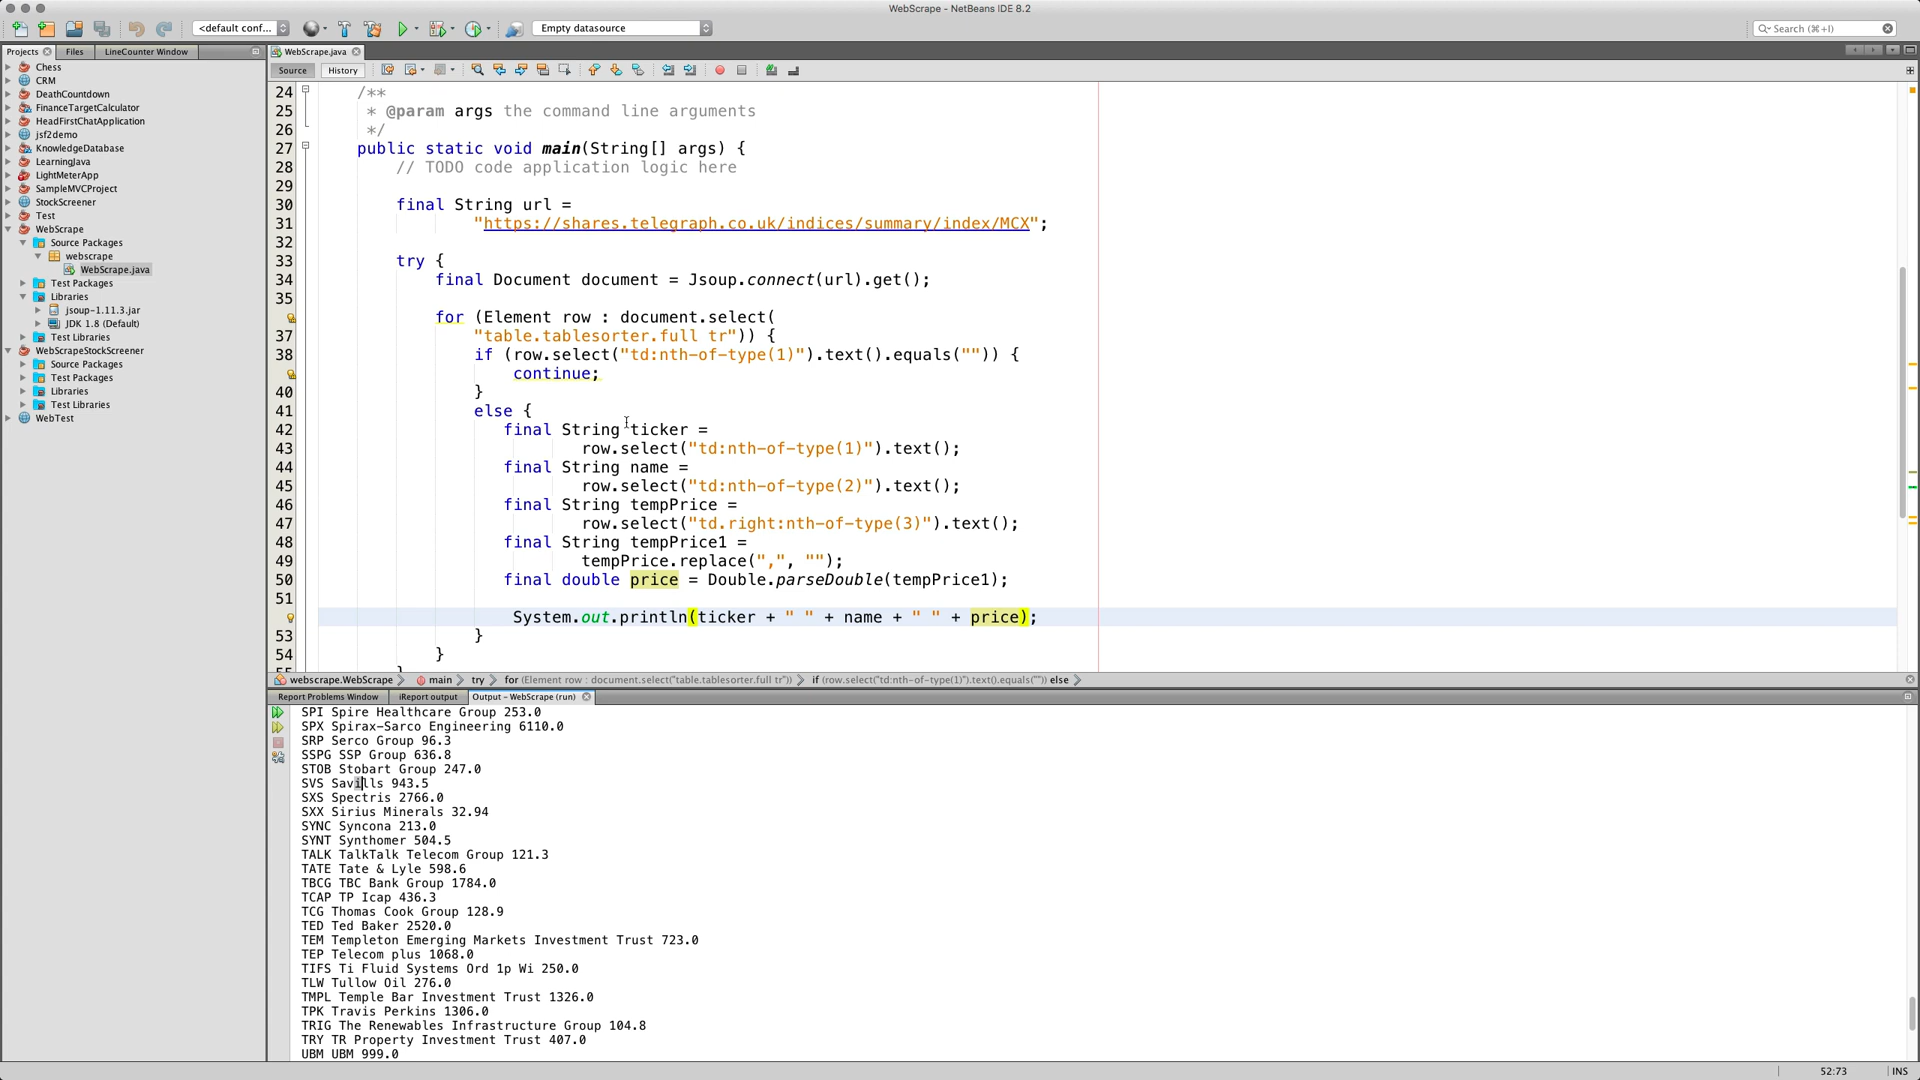 WebScrape - NetBeans IDE 8.2
<default conf...
Empty datasource
Search (⌘+I)
Projects
Files
LineCounter Window
WebScrape.java
Source
History
Chess
CRM
DeathCountdown
FinanceTargetCalculator
HeadFirstChatApplication
jsf2demo
KnowledgeDatabase
LearningJava
LightMeterApp
SampleMVCProject
StockScreener
Test
WebScrape
Source Packages
webscrape
WebScrape.java
Test Packages
Libraries
jsoup-1.11.3.jar
JDK 1.8 (Default)
Test Libraries
WebScrapeStockScreener
Source Packages
Test Packages
Libraries
Test Libraries
WebTest
24 /**
25 * @param args the command line arguments
26 */
27 public static void main(String[] args) {
28 // TODO code application logic here
29
30 final String url =
31 "https://shares.telegraph.co.uk/indices/summary/index/MCX";
32
33 try {
34 final Document document = Jsoup.connect(url).get();
35
for (Element row : document.select(
37 "table.tablesorter.full tr")) {
38 if (row.select("td:nth-of-type(1)").text().equals("")) {
continue;
40 }
41 else {
42 final String ticker =
43 row.select("td:nth-of-type(1)").text();
44 final String name =
45 row.select("td:nth-of-type(2)").text();
46 final String tempPrice =
47 row.select("td.right:nth-of-type(3)").text();
48 final String tempPrice1 =
49 tempPrice.replace(",", "");
50 final double price = Double.parseDouble(tempPrice1);
51
System.out.println(ticker + " " + name + " " + price);
53 }
54 }
webscrape.WebScrape main try for (Element row : document.select("table.tablesorter.full tr")) if (row.select("td:nth-of-type(1)").text().equals("")) else
Report Problems Window
iReport output
Output - WebScrape (run)
SPI Spire Healthcare Group 253.0
SPX Spirax-Sarco Engineering 6110.0
SRP Serco Group 96.3
SSPG SSP Group 636.8
STOB Stobart Group 247.0
SVS Savills 943.5
SXS Spectris 2766.0
SXX Sirius Minerals 32.94
SYNC Syncona 213.0
SYNT Synthomer 504.5
TALK TalkTalk Telecom Group 121.3
TATE Tate & Lyle 598.6
TBCG TBC Bank Group 1784.0
TCAP TP Icap 436.3
TCG Thomas Cook Group 128.9
TED Ted Baker 2520.0
TEM Templeton Emerging Markets Investment Trust 723.0
TEP Telecom plus 1068.0
TIFS Ti Fluid Systems Ord 1p Wi 250.0
TLW Tullow Oil 276.0
TMPL Temple Bar Investment Trust 1326.0
TPK Travis Perkins 1306.0
TRIG The Renewables Infrastructure Group 104.8
TRY TR Property Investment Trust 407.0
UBM UBM 999.0
52:73
INS